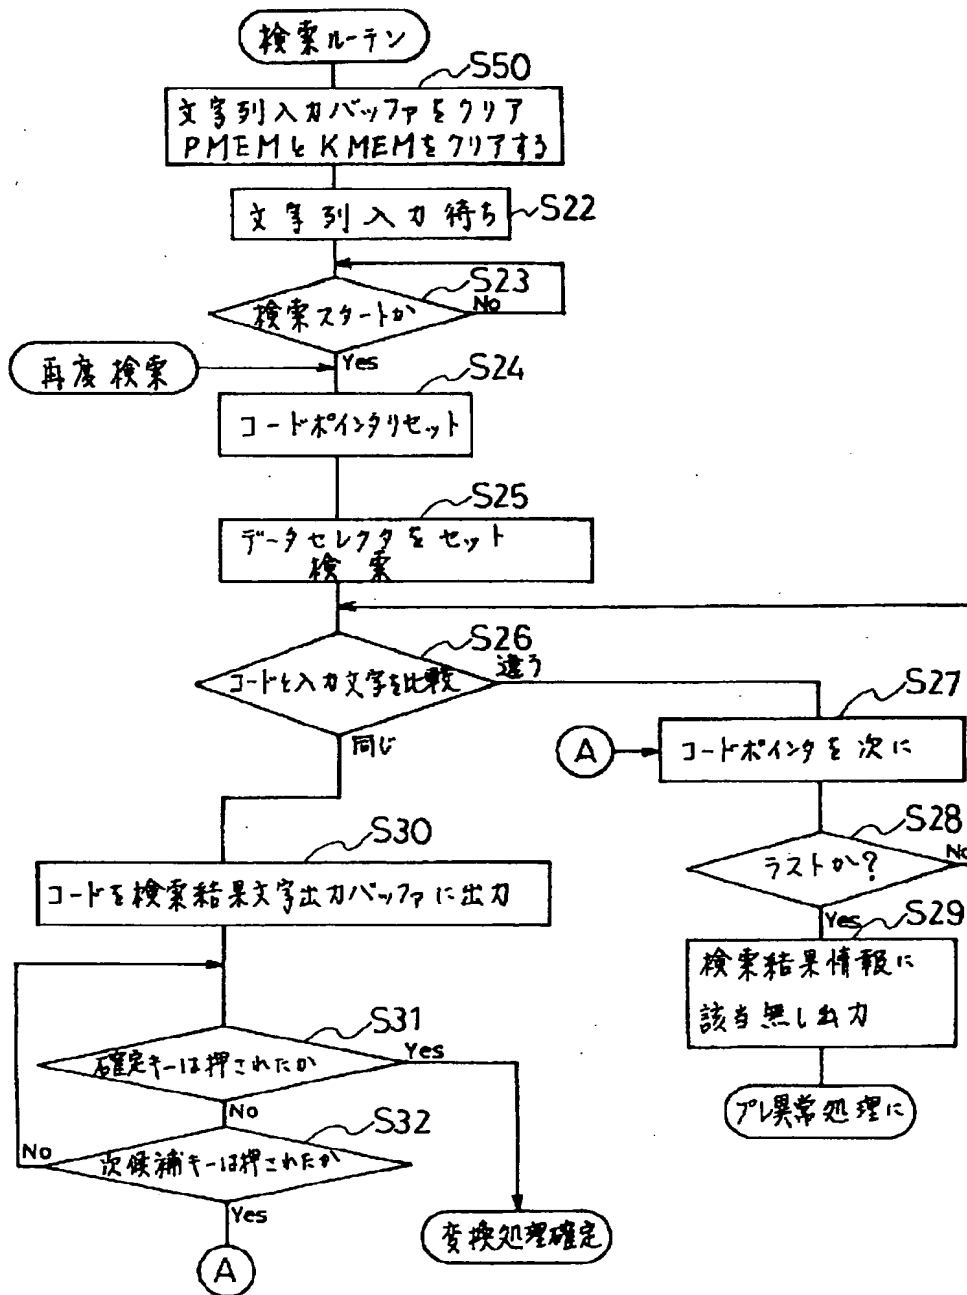 検索ルーテン
S50
文字列入力バッファをクリア
PMEMとKMEMをクリアする
文字列入力待ち
S22
S23
検索スタートか
No
Yes
再度検索
S24
コードポインタリセット
S25
データセレクタをセット
検索
S26
コードと入力文字を比較
違う
同じ
S27
A
コードポインタを次に
S28
ラストか?
No
Yes
S29
検索結果情報に
該当無し出力
プレ異常処理に
S30
コードを検索結果文字出力バッファに出力
S31
確定キーは押されたか
Yes
No
S32
次候補キーは押されたか
No
Yes
A
変換処理確定